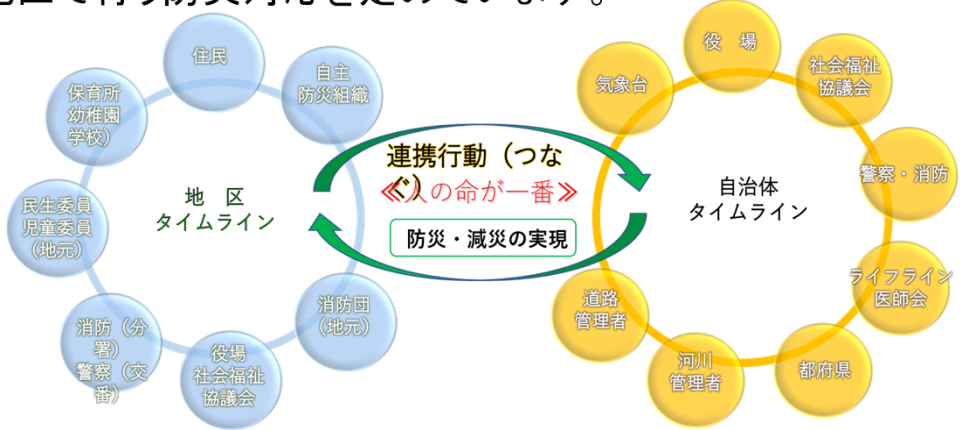 地区で行う防災対応を定めています。
住民
自主
防災組織
保育所
幼稚園
学校)
民生委員
児童委員
(地元)
地　区
タイムライン
消防(分
署)
警察(交
番)
役場
社会福祉
協議会
消防団
(地元)
連携行動(つな
ぐ)
≪人の命が一番≫
防災・減災の実現
役　場
気象台
社会福祉
協議会
警察・消防
自治体
タイムライン
ライフライン
医師会
道路
管理者
河川
管理者
都府県